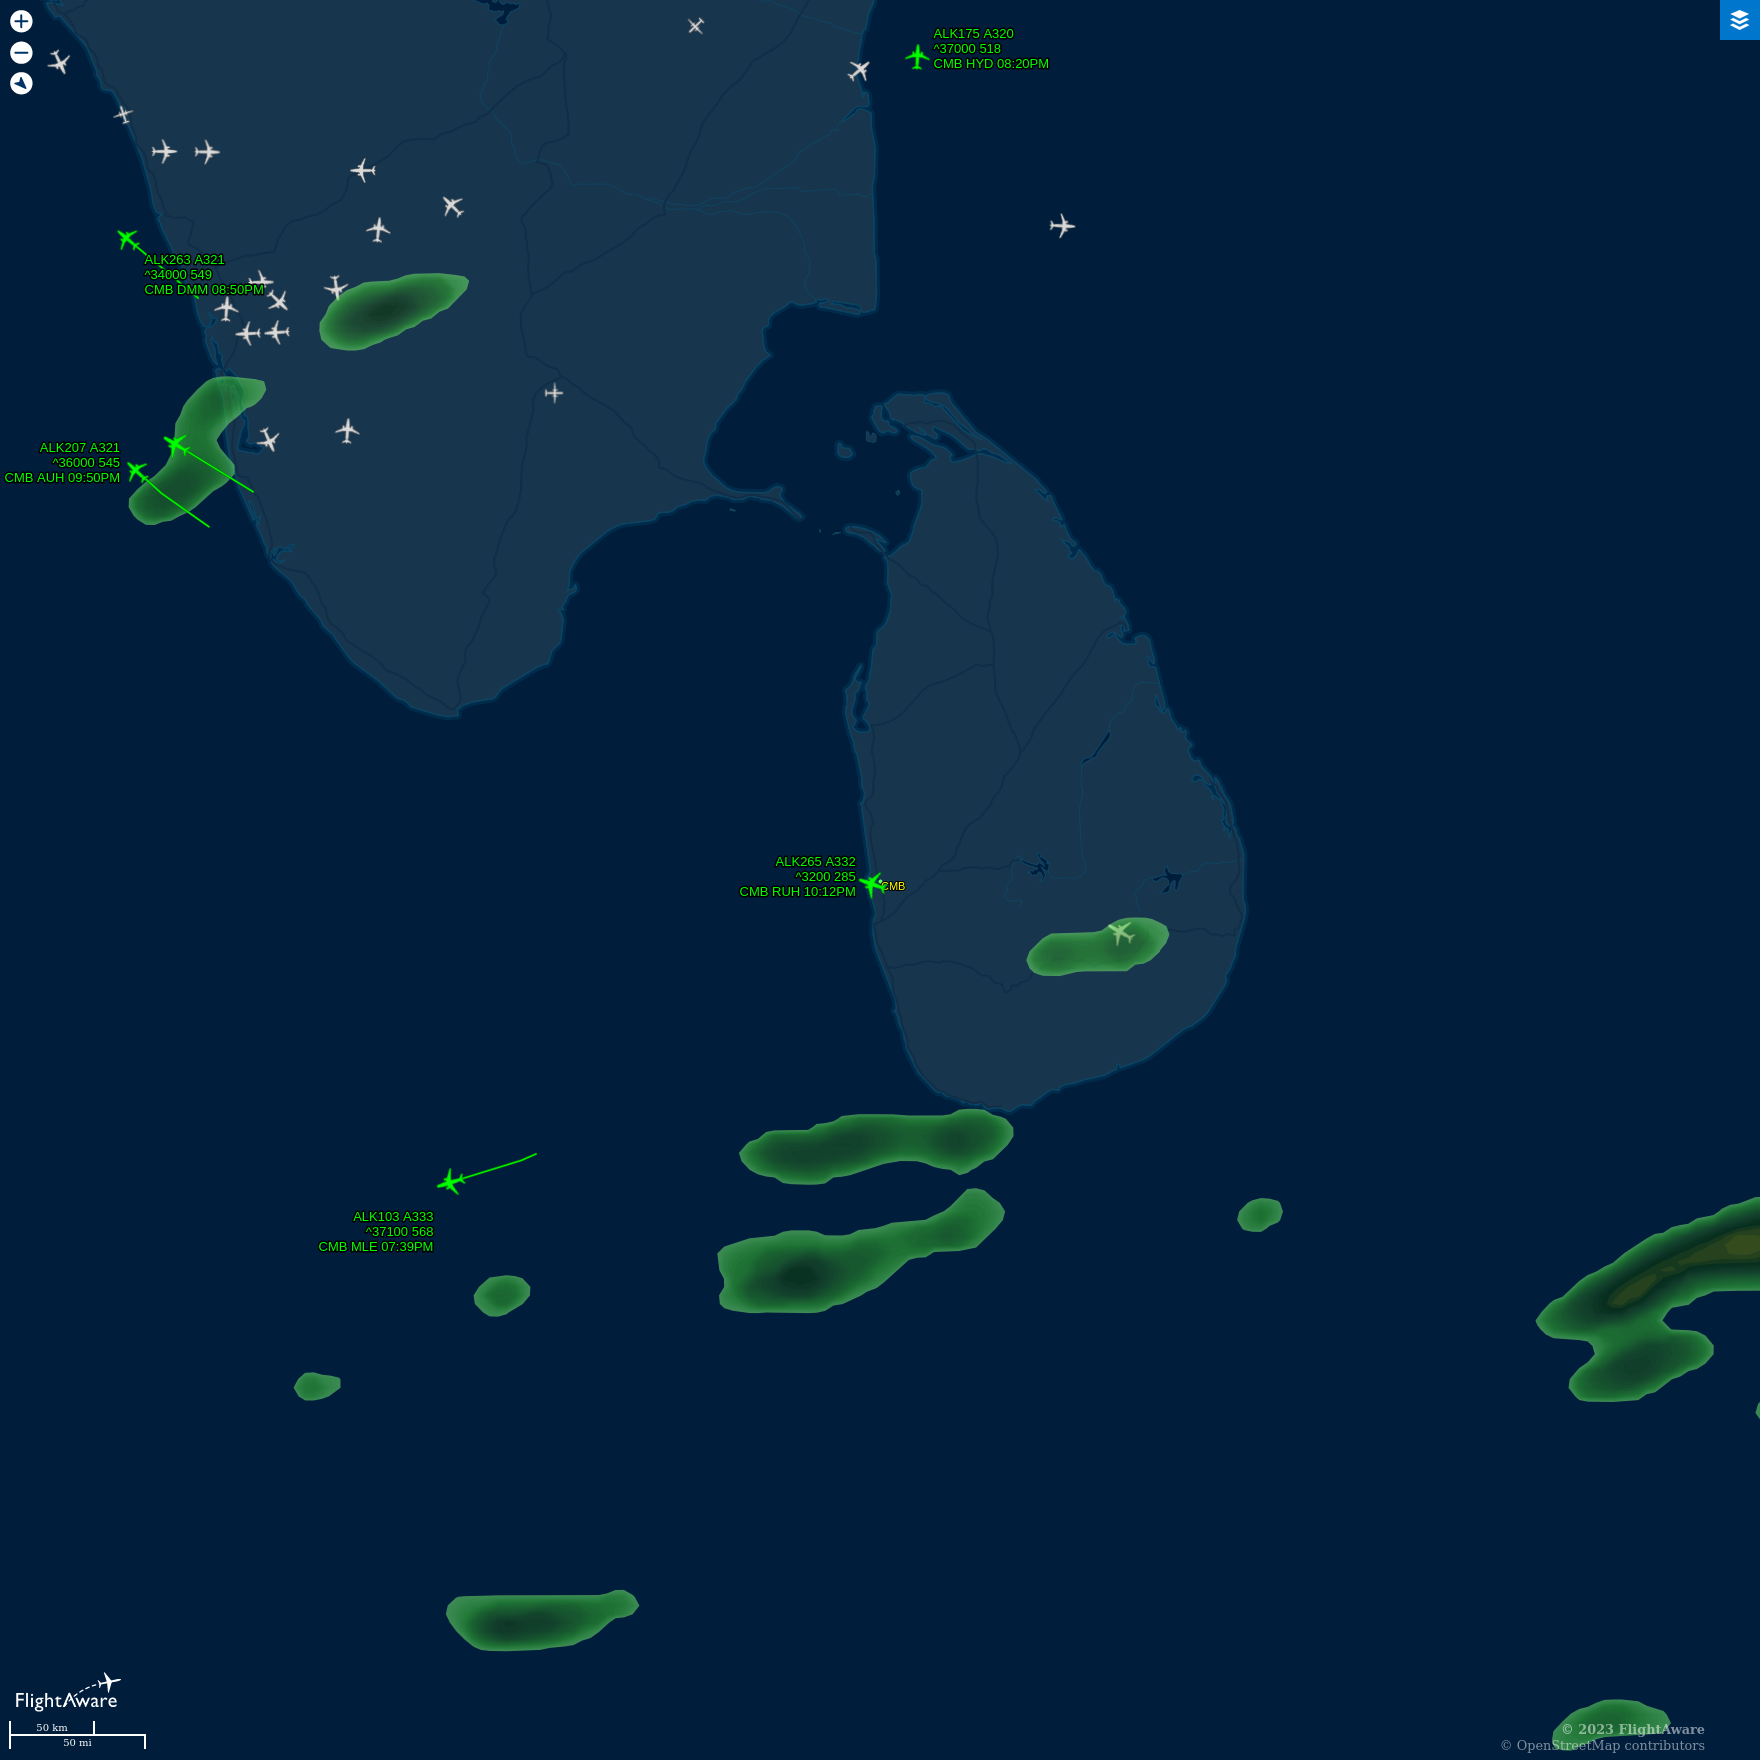 ALK175 A320
^37000 518
CMB HYD 08:20PM
ALK263 A321
^34000 549
CMB DMM 08:50PM
ALK207 A321
^36000 545
CMB AUH 09:50PM
ALK265 A332
^3200 285
CMB RUH 10:12PM
CMB
ALK103 A333
^37100 568
CMB MLE 07:39PM
FlightAware
50 km
50 mi
© 2023 FlightAware
© OpenStreetMap contributors